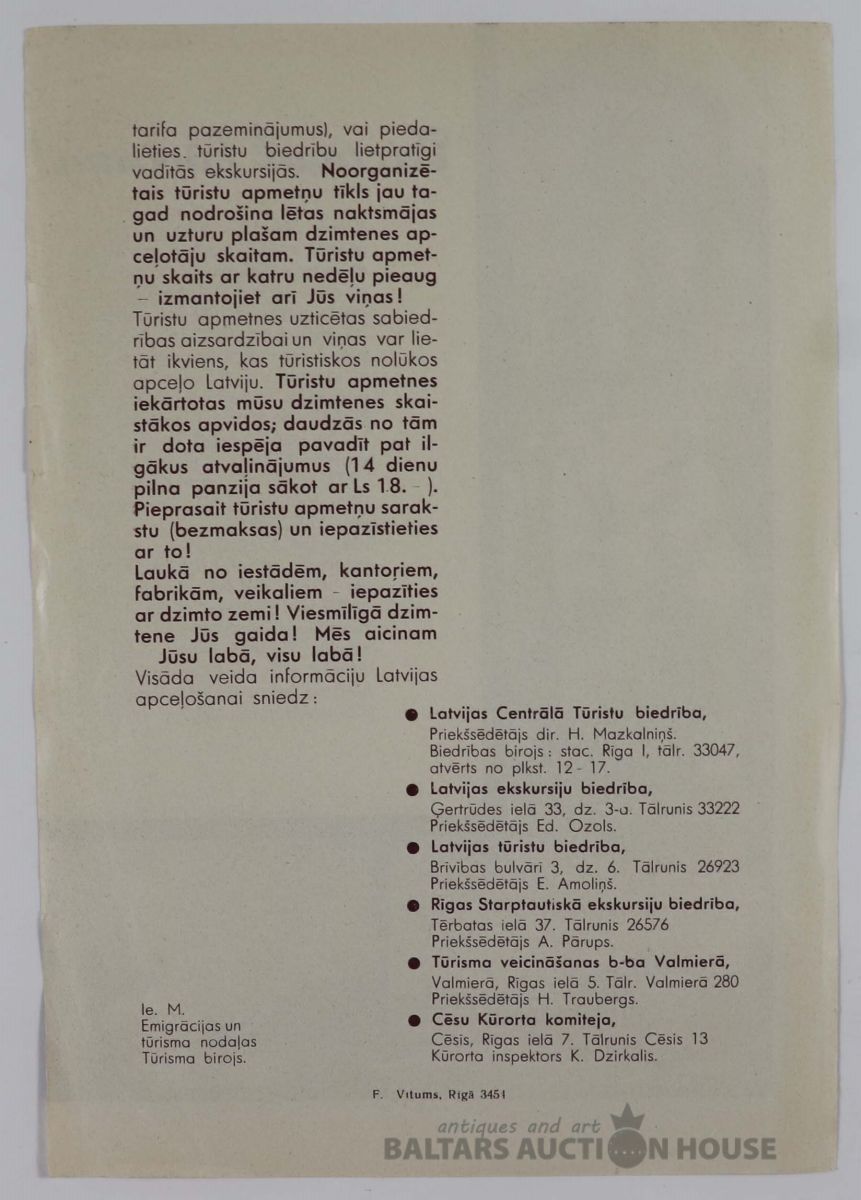 tarifa pazeminājumus), vai pieda-
lieties. tūristu biedrību lietpratīgi
vadītās ekskursijās. Noorganizē-
tais tūristu apmetņu tīkls jau ta-
gad nodrošina lētas naktsmājas
un uzturu plašam dzimtenes ap-
ceļotāju skaitam. Tūristu apmet-
ņu skaits ar katru nedēļu pieaug
– izmantojiet arī Jūs viņas!
Tūristu apmetnes uzticētas sabied-
rības aizsardzībai un viņas var lie-
tāt ikviens, kas tūristiskos nolūkos
apceļo Latviju. Tūristu apmetnes
iekārtotas mūsu dzimtenes skai-
stākos apvidos; daudzās no tām
ir dota iespēja pavadīt pat il-
gākus atvaļinājumus (14 dienu
pilna panzija sākot ar Ls 18. - ).
Pieprasait tūristu apmetņu sarak-
stu (bezmaksas) un iepazīstieties
ar to!
Laukā no iestādēm, kantoŗiem,
fabrikām, veikaliem - iepazīties
ar dzimto zemi! Viesmīlīgā dzim-
tene Jūs gaida! Mēs aicinam
Jūsu labā, visu labā!
Visāda veida informāciju Latvijas
apceļošanai sniedz:
● Latvijas Centrālā Tūristu biedrība,
Priekšsēdētājs dir. H. Mazkalniņš.
Biedrības birojs: stac. Rīga I, tālr. 33047,
atvērts no plkst. 12 - 17.
● Latvijas ekskursiju biedrība,
Ģertrūdes ielā 33, dz. 3-a. Tālrunis 33222
Priekšsēdētājs Ed. Ozols.
● Latvijas tūristu biedrība,
Brīvības bulvārī 3, dz. 6. Tālrunis 26923
Priekšsēdētājs E. Amoliņš.
● Rīgas Starptautiskā ekskursiju biedrība,
Tērbatas ielā 37. Tālrunis 26576
Priekšsēdētājs A. Pārups.
● Tūrisma veicināšanas b-ba Valmierā,
Valmierā, Rīgas ielā 5. Tālr. Valmierā 280
Priekšsēdētājs H. Traubergs.
● Cēsu Kūrorta komiteja,
Cēsis, Rīgas ielā 7. Tālrunis Cēsis 13
Kūrorta inspektors K. Dzirkalis.
Ie. M.
Emigrācijas un
tūrisma nodaļas
Tūrisma birojs.
F. Vitums, Rīgā 3451
antiques and art
BALTARS AUCTION HOUSE